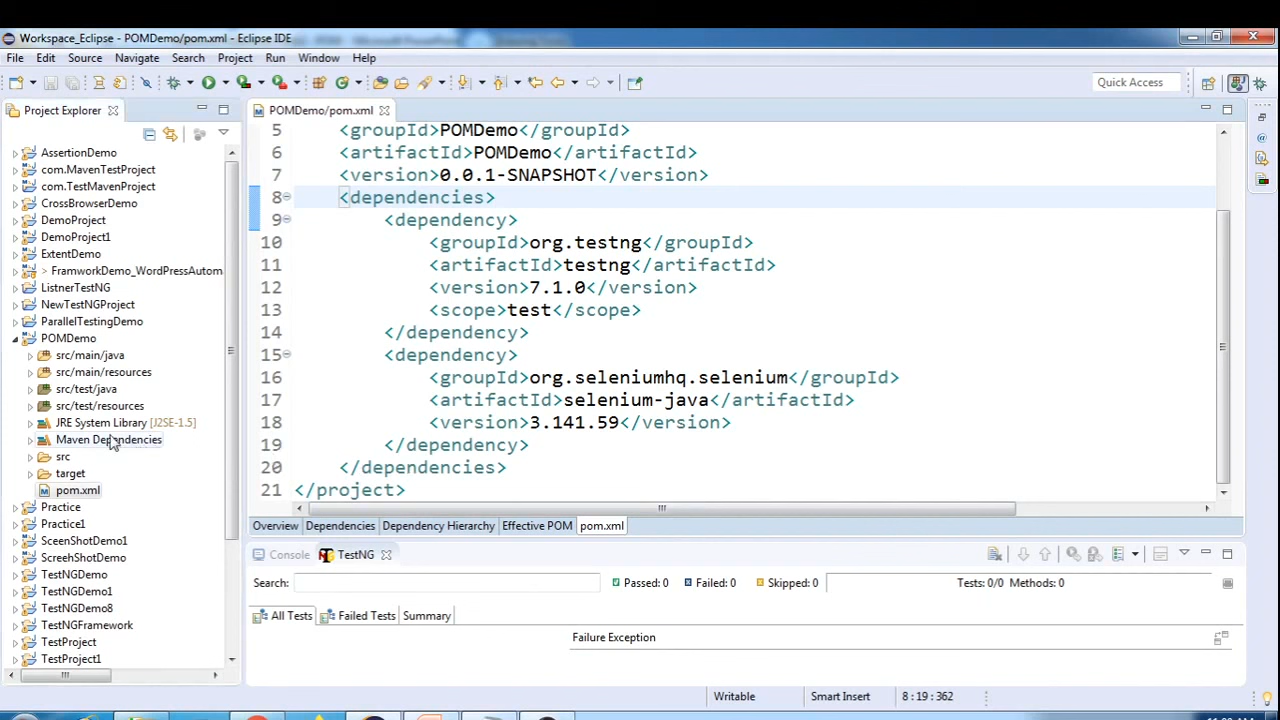 Workspace_Eclipse - POMDemo/pom.xml - Eclipse IDE
File Edit Source Navigate Search Project Run Window Help
Quick Access
Project Explorer
AssertionDemo
com.MavenTestProject
com.TestMavenProject
CrossBrowserDemo
DemoProject
DemoProject1
ExtentDemo
> FramworkDemo_WordPressAutom
ListnerTestNG
NewTestNGProject
ParallelTestingDemo
POMDemo
src/main/java
src/main/resources
src/test/java
src/test/resources
JRE System Library [J2SE-1.5]
Maven Dependencies
src
target
pom.xml
Practice
Practice1
SceenShotDemo1
ScreehShotDemo
TestNGDemo
TestNGDemo1
TestNGDemo8
TestNGFramework
TestProject
TestProject1
POMDemo/pom.xml
5 <groupId>POMDemo</groupId>
6 <artifactId>POMDemo</artifactId>
7 <version>0.0.1-SNAPSHOT</version>
8 <dependencies>
9 <dependency>
10 <groupId>org.testng</groupId>
11 <artifactId>testng</artifactId>
12 <version>7.1.0</version>
13 <scope>test</scope>
14 </dependency>
15 <dependency>
16 <groupId>org.seleniumhq.selenium</groupId>
17 <artifactId>selenium-java</artifactId>
18 <version>3.141.59</version>
19 </dependency>
20 </dependencies>
21 </project>
Overview Dependencies Dependency Hierarchy Effective POM pom.xml
Console TestNG
Search: Passed: 0 Failed: 0 Skipped: 0 Tests: 0/0 Methods: 0
All Tests Failed Tests Summary
Failure Exception
Writable Smart Insert 8 : 19 : 362